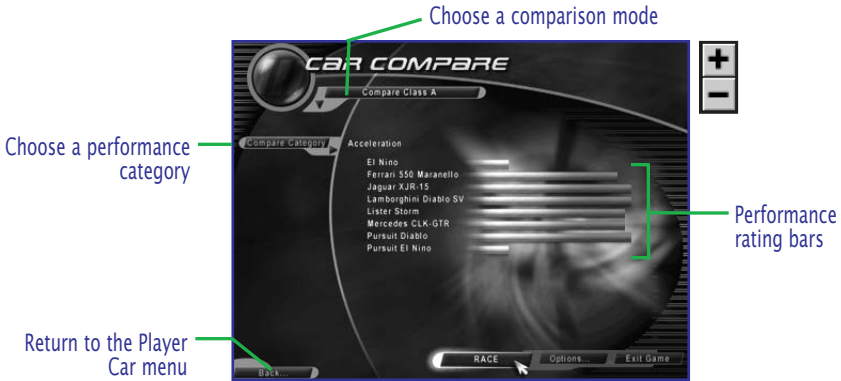 Choose a comparison mode
CAR COMPARE
Compare Class A
Choose a performance
category
Compare Category
Acceleration
El Nino
Ferrari 550 Maranello
Jaguar XJR-15
Lamborghini Diablo SV
Lister Storm
Mercedes CLK-GTR
Pursuit Diablo
Pursuit El Nino
Performance
rating bars
Return to the Player
Car menu
Back...
RACE
Options...
Exit Game